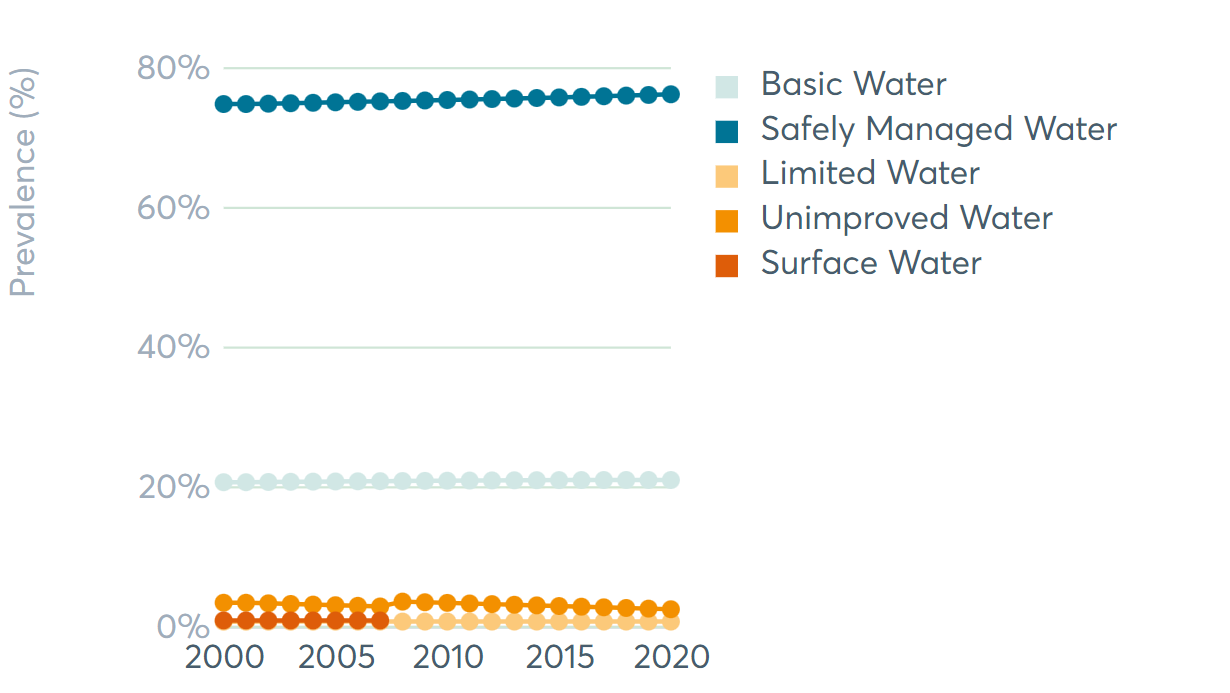 Prevalence (%)
80%
60%
40%
20%
0%
2000 2005 2010 2015 2020
Basic Water
Safely Managed Water
Limited Water
Unimproved Water
Surface Water